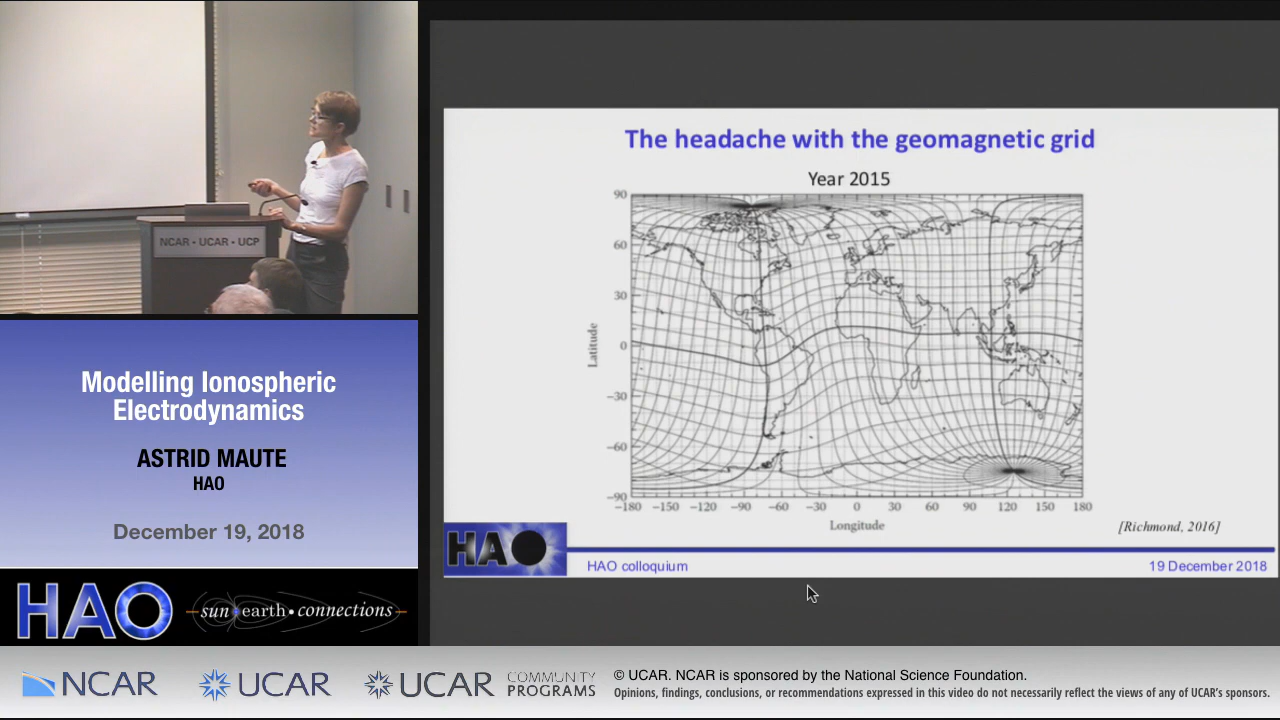 NCAR • UCAR • UCP
The headache with the geomagnetic grid
Year 2015
90
60
30
0
−30
−60
−90
Latitude
−180 −150 −120 −90 −60 −30 0 30 60 90 120 150 180
Longitude
[Richmond, 2016]
HAO
HAO colloquium
19 December 2018
Modelling Ionospheric
Electrodynamics
ASTRID MAUTE
HAO
December 19, 2018
HAO
sun • earth • connections
NCAR
UCAR
UCAR
COMMUNITY
PROGRAMS
© UCAR. NCAR is sponsored by the National Science Foundation.
Opinions, findings, conclusions, or recommendations expressed in this video do not necessarily reflect the views of any of UCAR's sponsors.